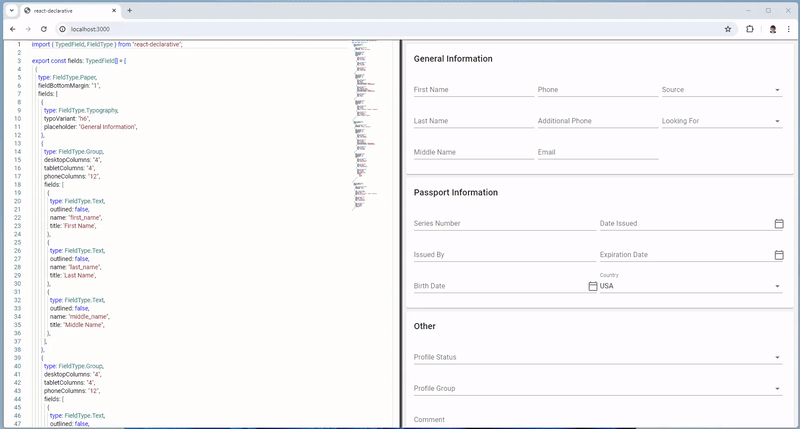 react-declarative
localhost:3000
1 import { TypedField, FieldType } from "react-declarative";
2
3 export const fields: TypedField[] = [
4 {
5 type: FieldType.Paper,
6 fieldBottomMargin: "1",
7 fields: [
8 {
9 type: FieldType.Typography,
10 typoVariant: "h6",
11 placeholder: "General Information",
12 },
13 {
14 type: FieldType.Group,
15 desktopColumns: "4",
16 tabletColumns: "4",
17 phoneColumns: "12",
18 fields: [
19 {
20 type: FieldType.Text,
21 outlined: false,
22 name: "first_name",
23 title: 'First Name',
24 },
25 {
26 type: FieldType.Text,
27 outlined: false,
28 name: "last_name",
29 title: 'Last Name',
30 },
31 {
32 type: FieldType.Text,
33 outlined: false,
34 name: "middle_name",
35 title: "Middle Name",
36 },
37 ],
38 },
39 {
40 type: FieldType.Group,
41 desktopColumns: "4",
42 tabletColumns: "4",
43 phoneColumns: "12",
44 fields: [
45 {
46 type: FieldType.Text,
47 outlined: false,
General Information
First Name Phone Source
Last Name Additional Phone Looking For
Middle Name Email
Passport Information
Series Number Date Issued
Issued By Expiration Date
Country
Birth Date USA
Other
Profile Status
Profile Group
Comment